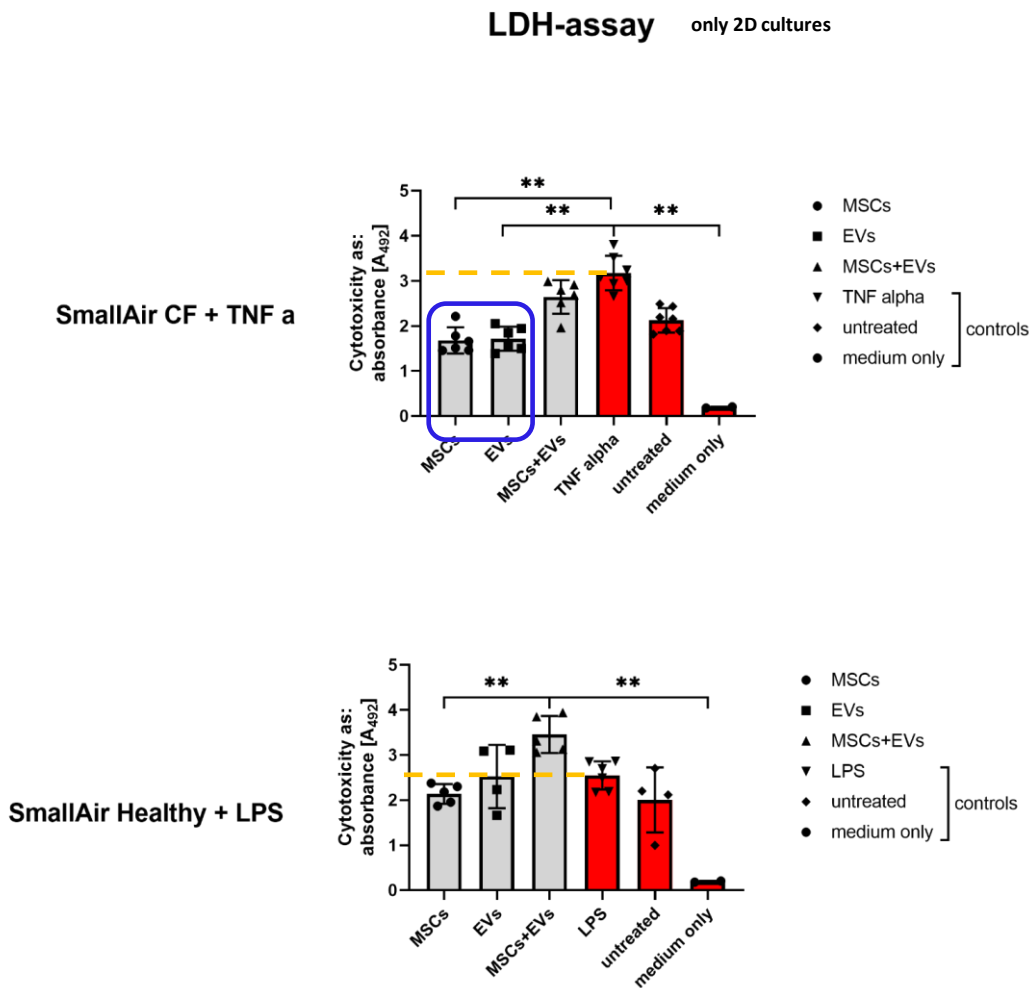 LDH-assay only 2D cultures
SmallAir CF + TNF a
Cytotoxicity as:
absorbance [A492]
5
4
3
2
1
0
**
** **
MSCs
EVs
MSCs+EVs
TNF alpha
untreated
medium only
MSCs
EVs
MSCs+EVs
TNF alpha
untreated
medium only
controls
SmallAir Healthy + LPS
Cytotoxicity as:
absorbance [A492]
5
4
3
2
1
0
** **
MSCs
EVs
MSCs+EVs
LPS
untreated
medium only
MSCs
EVs
MSCs+EVs
LPS
untreated
medium only
controls